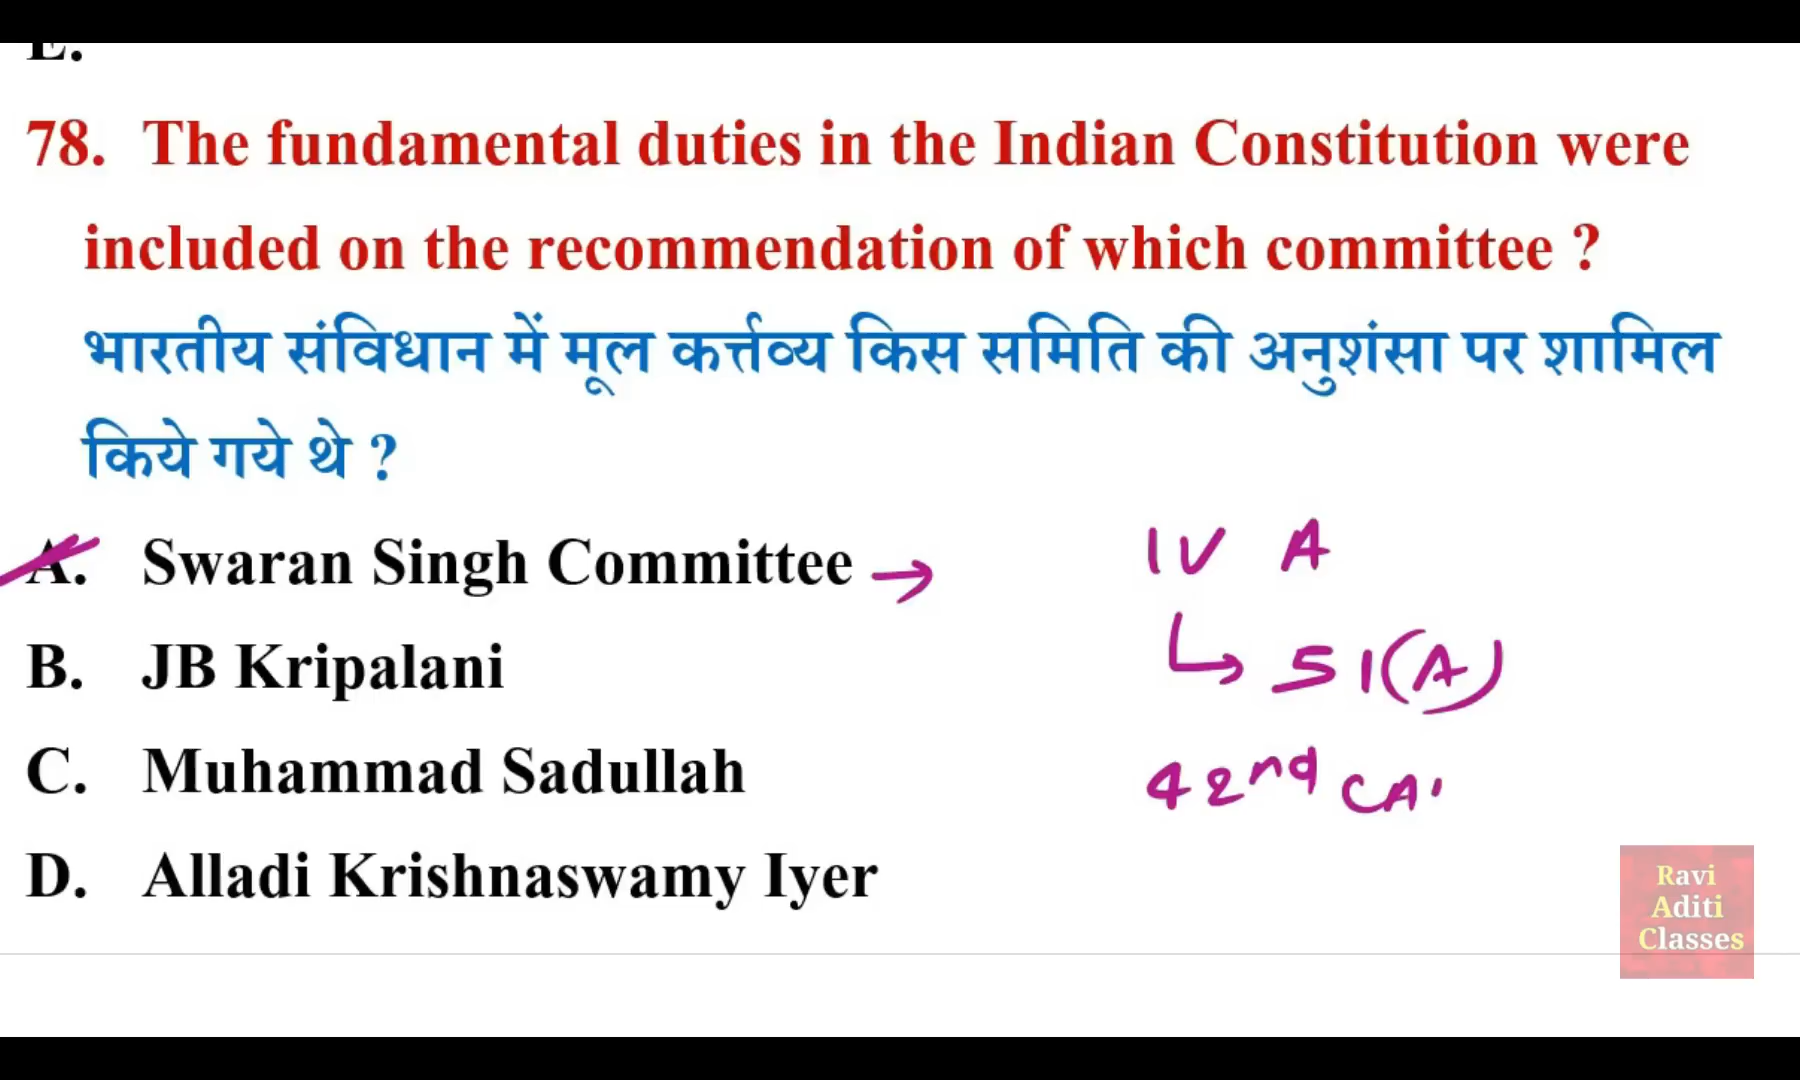 E.
78. The fundamental duties in the Indian Constitution were
included on the recommendation of which committee ?
भारतीय संविधान में मूल कर्त्तव्य किस समिति की अनुशंसा पर शामिल
किये गये थे ?
A. Swaran Singh Committee →
IV A
B. JB Kripalani
↳ 51(A)
C. Muhammad Sadullah
42nd CA'
D. Alladi Krishnaswamy Iyer
Ravi
Aditi
Classes